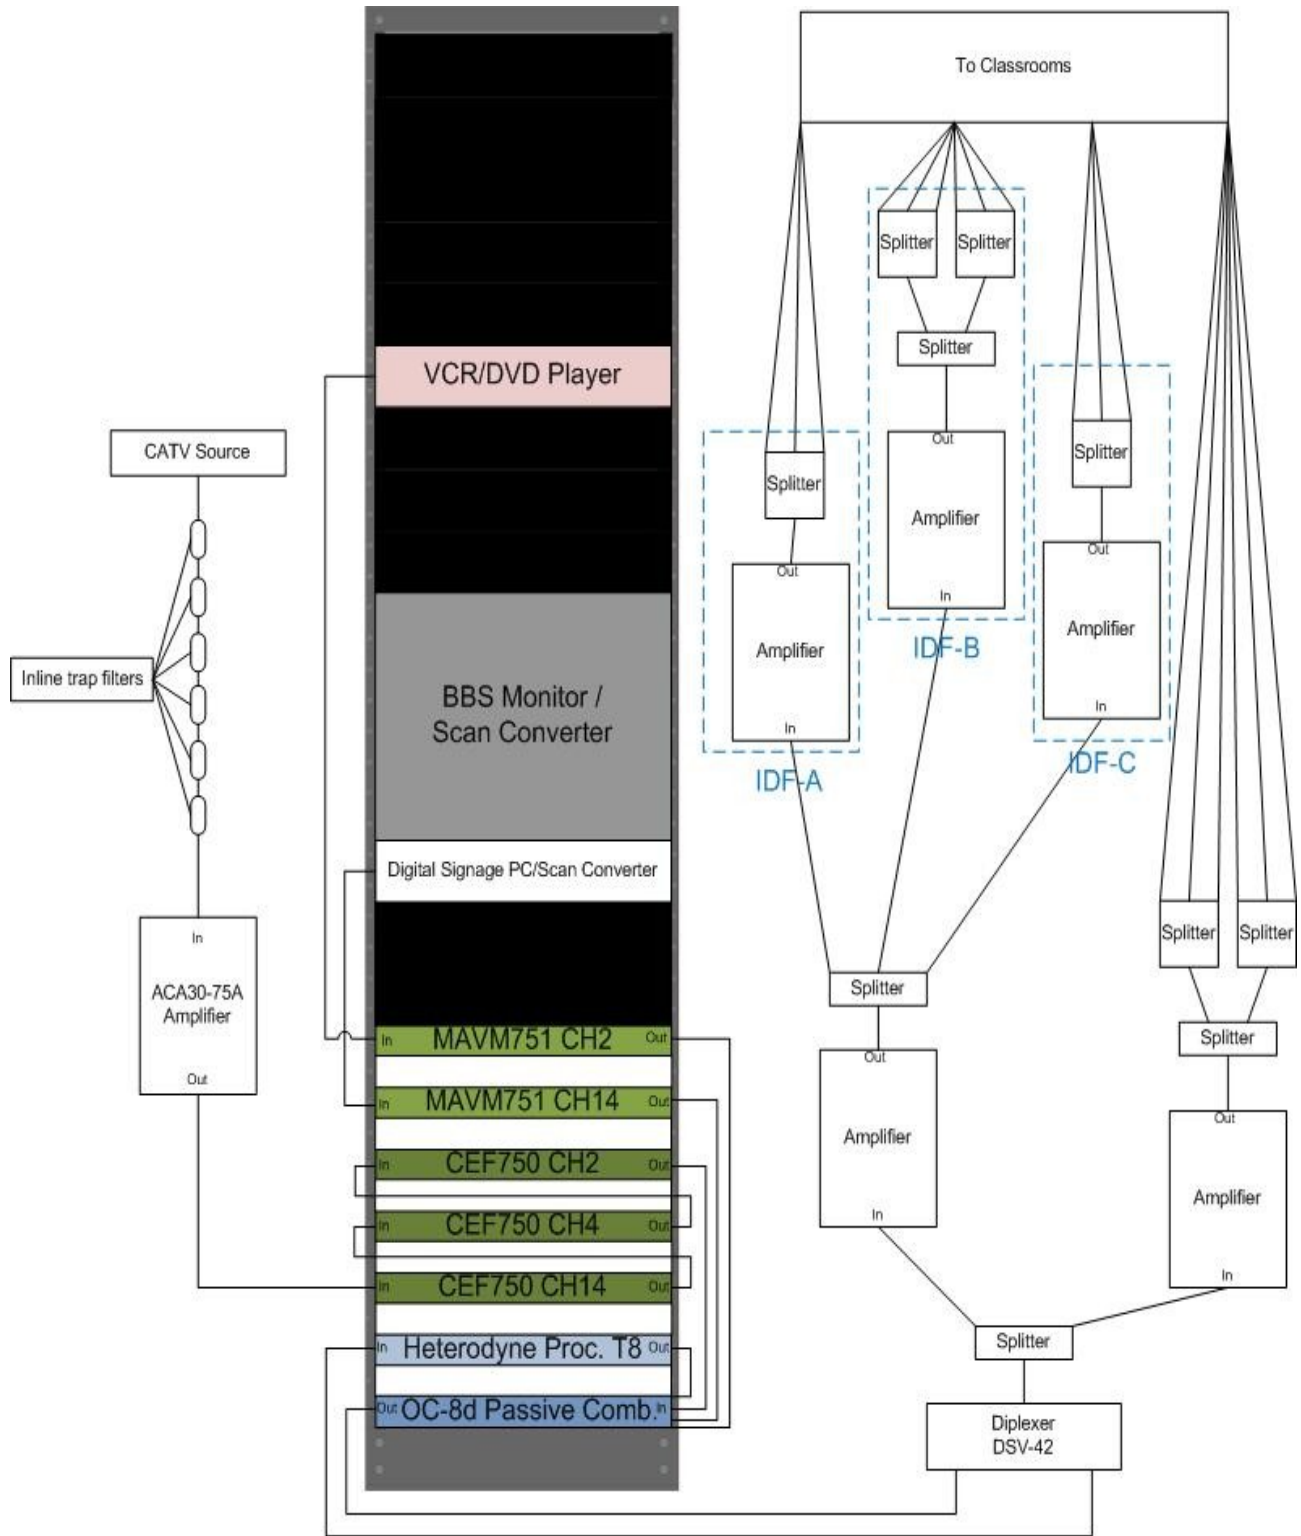 To Classrooms
Splitter
Splitter
Splitter
VCR/DVD Player
CATV Source
Out
Splitter
Splitter
Amplifier
Out
Out
In
Amplifier
IDF-B
Inline trap filters
Amplifier
BBS Monitor /
Scan Converter
In
In
IDF-C
IDF-A
Digital Signage PC/Scan Converter
Splitter
Splitter
In
ACA30-75A
Amplifier
Splitter
In
MAVM751 CH2
Out
Splitter
Out
Out
In
MAVM751 CH14
Out
Out
Amplifier
In
CEF750 CH2
Out
Amplifier
In
In
CEF750 CH4
Out
In
In
CEF750 CH14
Out
Splitter
In
Heterodyne Proc. T8
Out
Out
OC-8d Passive Comb.
In
Diplexer
DSV-42